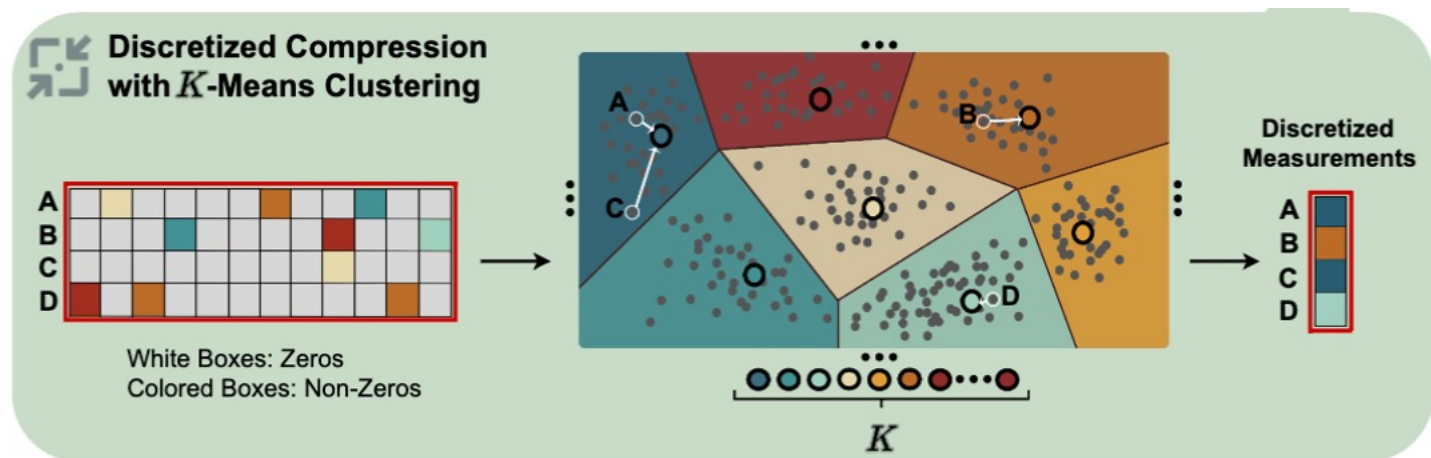 Discretized Compression
with K-Means Clustering
A
B
C
D
White Boxes: Zeros
Colored Boxes: Non-Zeros
A
B
C
D
K
Discretized
Measurements
A
B
C
D